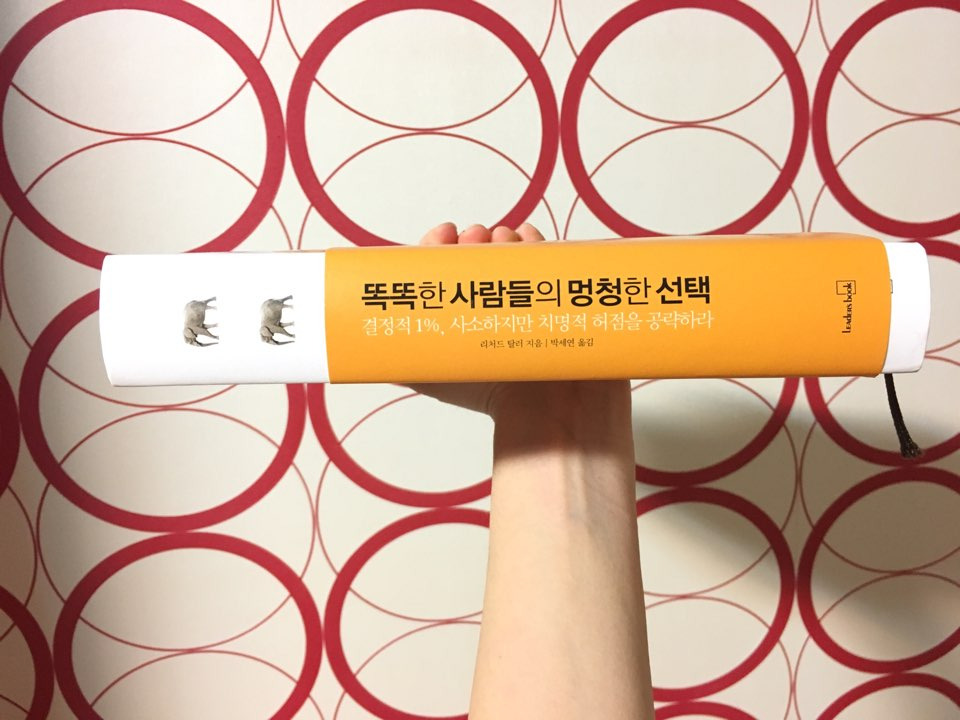 똑똑한 사람들의 멍청한 선택
결정적 1%, 사소하지만 치명적 허점을 공략하라
리처드 탈러 지음 | 박세연 옮김
LEADERS BOOK